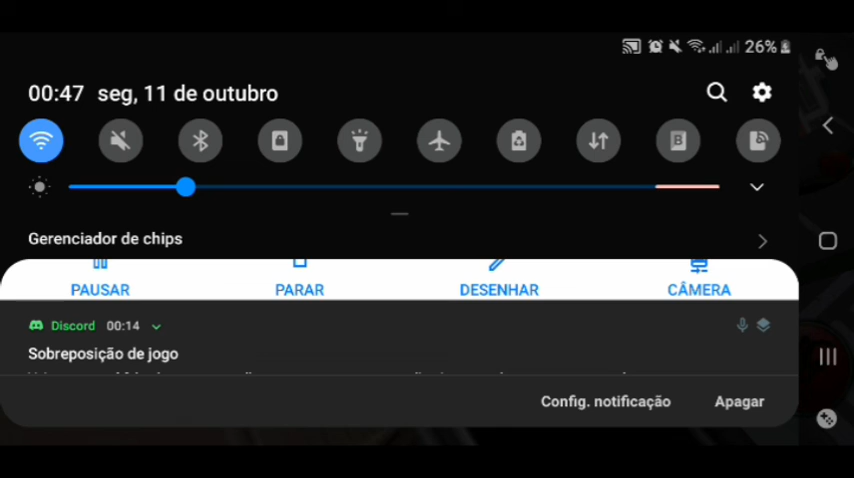 26%
00:47 seg, 11 de outubro
B
Gerenciador de chips
PAUSAR PARAR DESENHAR CÂMERA
Discord 00:14
Sobreposição de jogo
Config. notificação Apagar